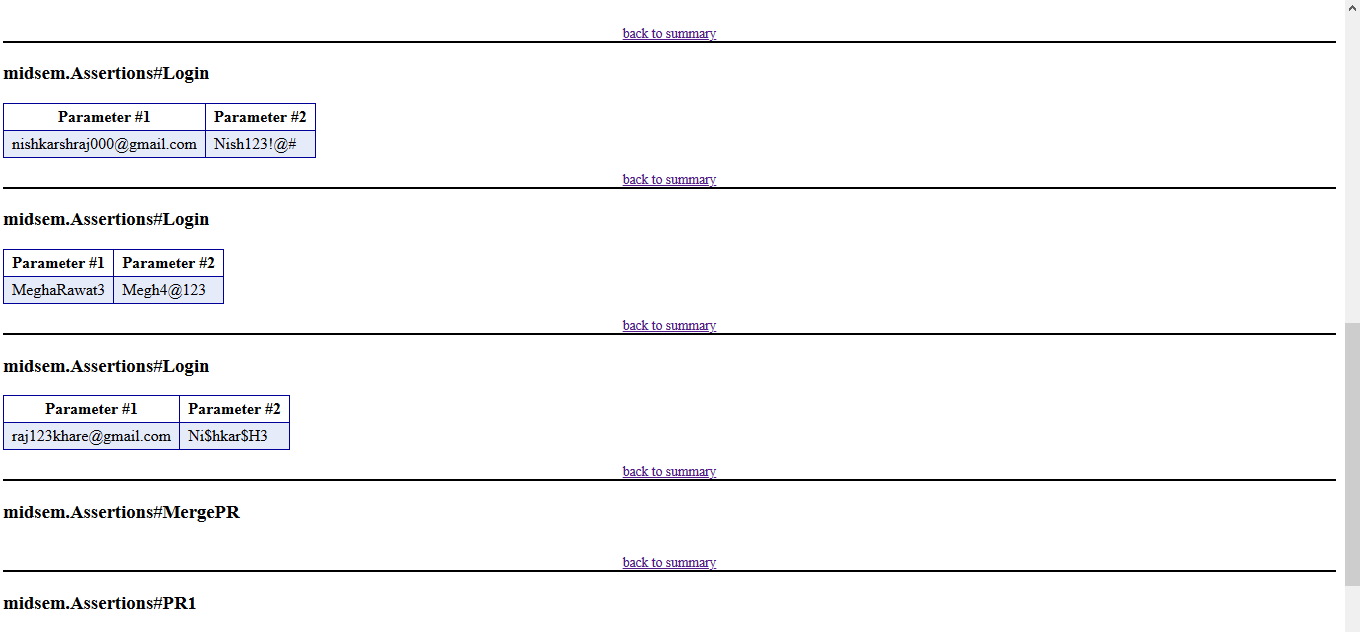 back to summary
midsem.Assertions#Login
Parameter #1 Parameter #2
nishkarshraj000@gmail.com Nish123!@#
back to summary
midsem.Assertions#Login
Parameter #1 Parameter #2
MeghaRawat3 Megh4@123
back to summary
midsem.Assertions#Login
Parameter #1 Parameter #2
raj123khare@gmail.com Ni$hkar$H3
back to summary
midsem.Assertions#MergePR
back to summary
midsem.Assertions#PR1